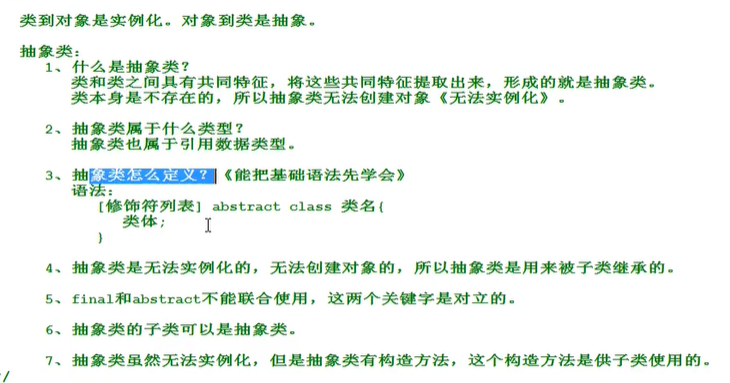 类到对象是实例化。对象到类是抽象。
抽象类：
1、什么是抽象类？
类和类之间具有共同特征，将这些共同特征提取出来，形成的就是抽象类。
类本身是不存在的，所以抽象类无法创建对象《无法实例化》。
2、抽象类属于什么类型？
抽象类也属于引用数据类型。
3、抽象类怎么定义？《能把基础语法先学会》
语法：
[修饰符列表] abstract class 类名{
类体;
}
4、抽象类是无法实例化的，无法创建对象的，所以抽象类是用来被子类继承的。
5、final和abstract不能联合使用，这两个关键字是对立的。
6、抽象类的子类可以是抽象类。
7、抽象类虽然无法实例化，但是抽象类有构造方法，这个构造方法是供子类使用的。
/